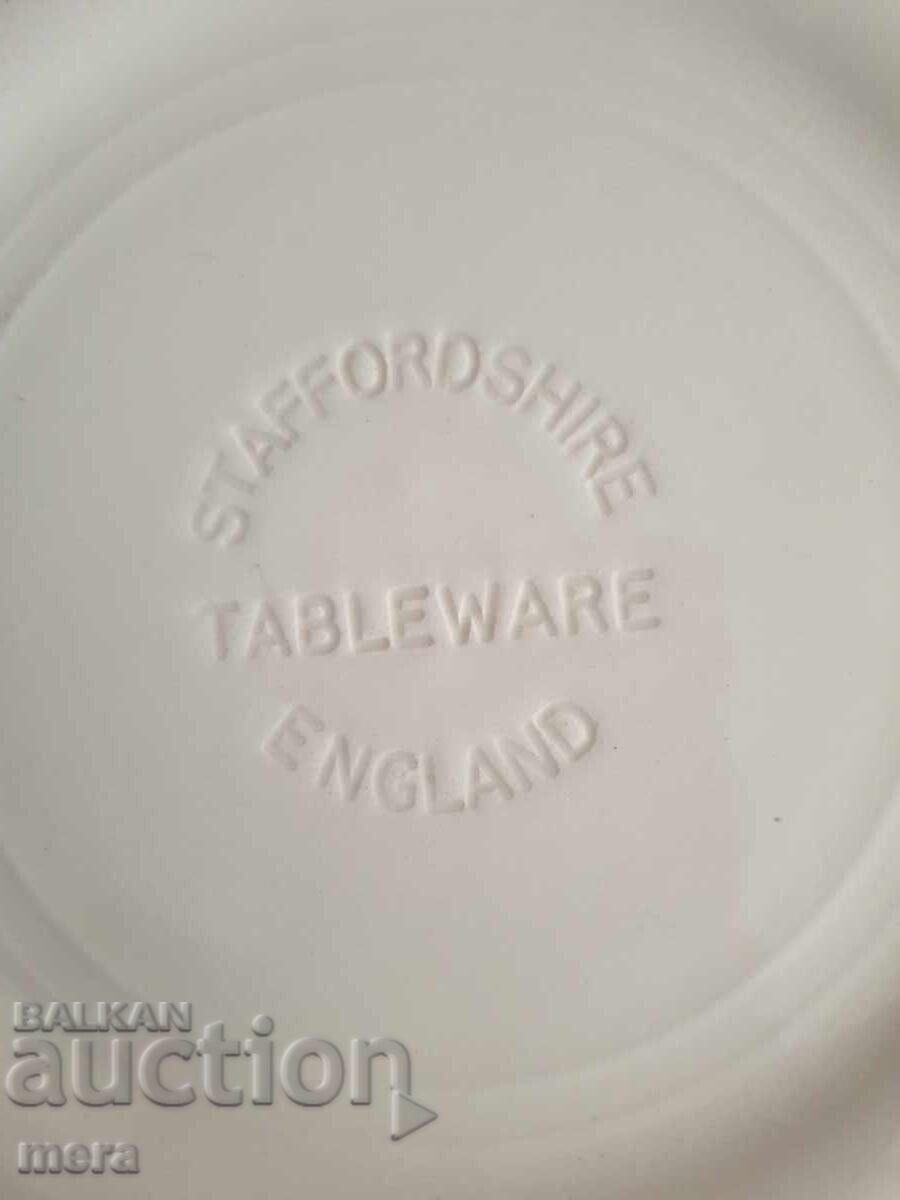 STAFFORDSHIRE
TABLEWARE
ENGLAND
BALKAN
auction
mera